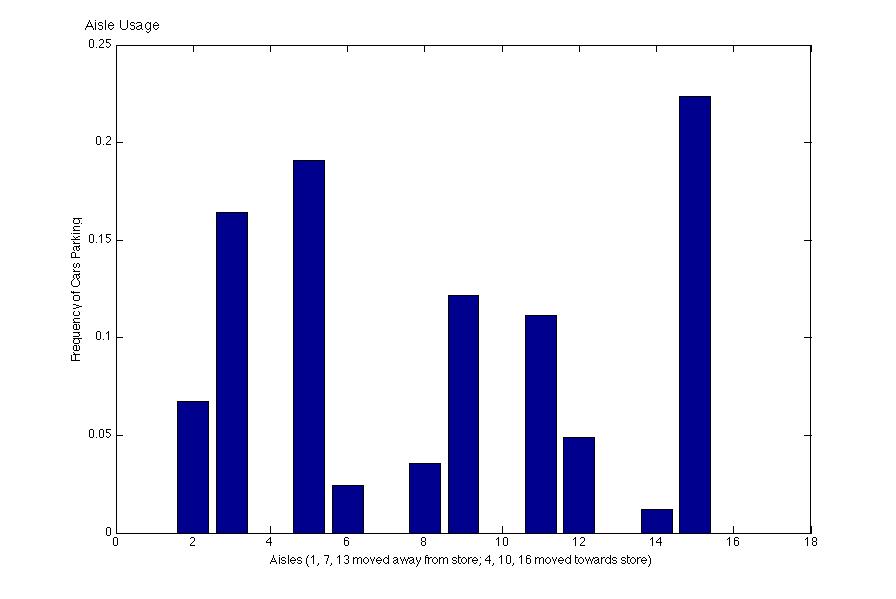 Aisle Usage
0.25
0.2
0.15
0.1
0.05
0
Frequency of Cars Parking
0 2 4 6 8 10 12 14 16 18
Aisles (1, 7, 13 moved away from store; 4, 10, 16 moved towards store)